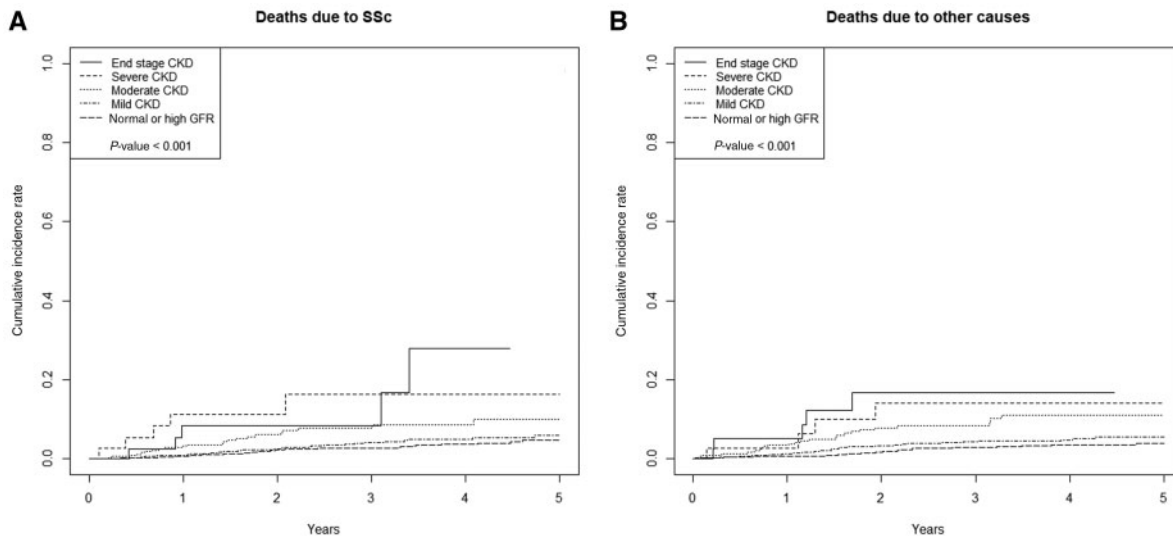 A
Deaths due to SSc
End stage CKD
Severe CKD
Moderate CKD
Mild CKD
Normal or high GFR
P-value < 0.001
Cumulative incidence rate
1.0
0.8
0.6
0.4
0.2
0.0
0 1 2 3 4 5
Years
B
Deaths due to other causes
End stage CKD
Severe CKD
Moderate CKD
Mild CKD
Normal or high GFR
P-value < 0.001
Cumulative incidence rate
1.0
0.8
0.6
0.4
0.2
0.0
0 1 2 3 4 5
Years